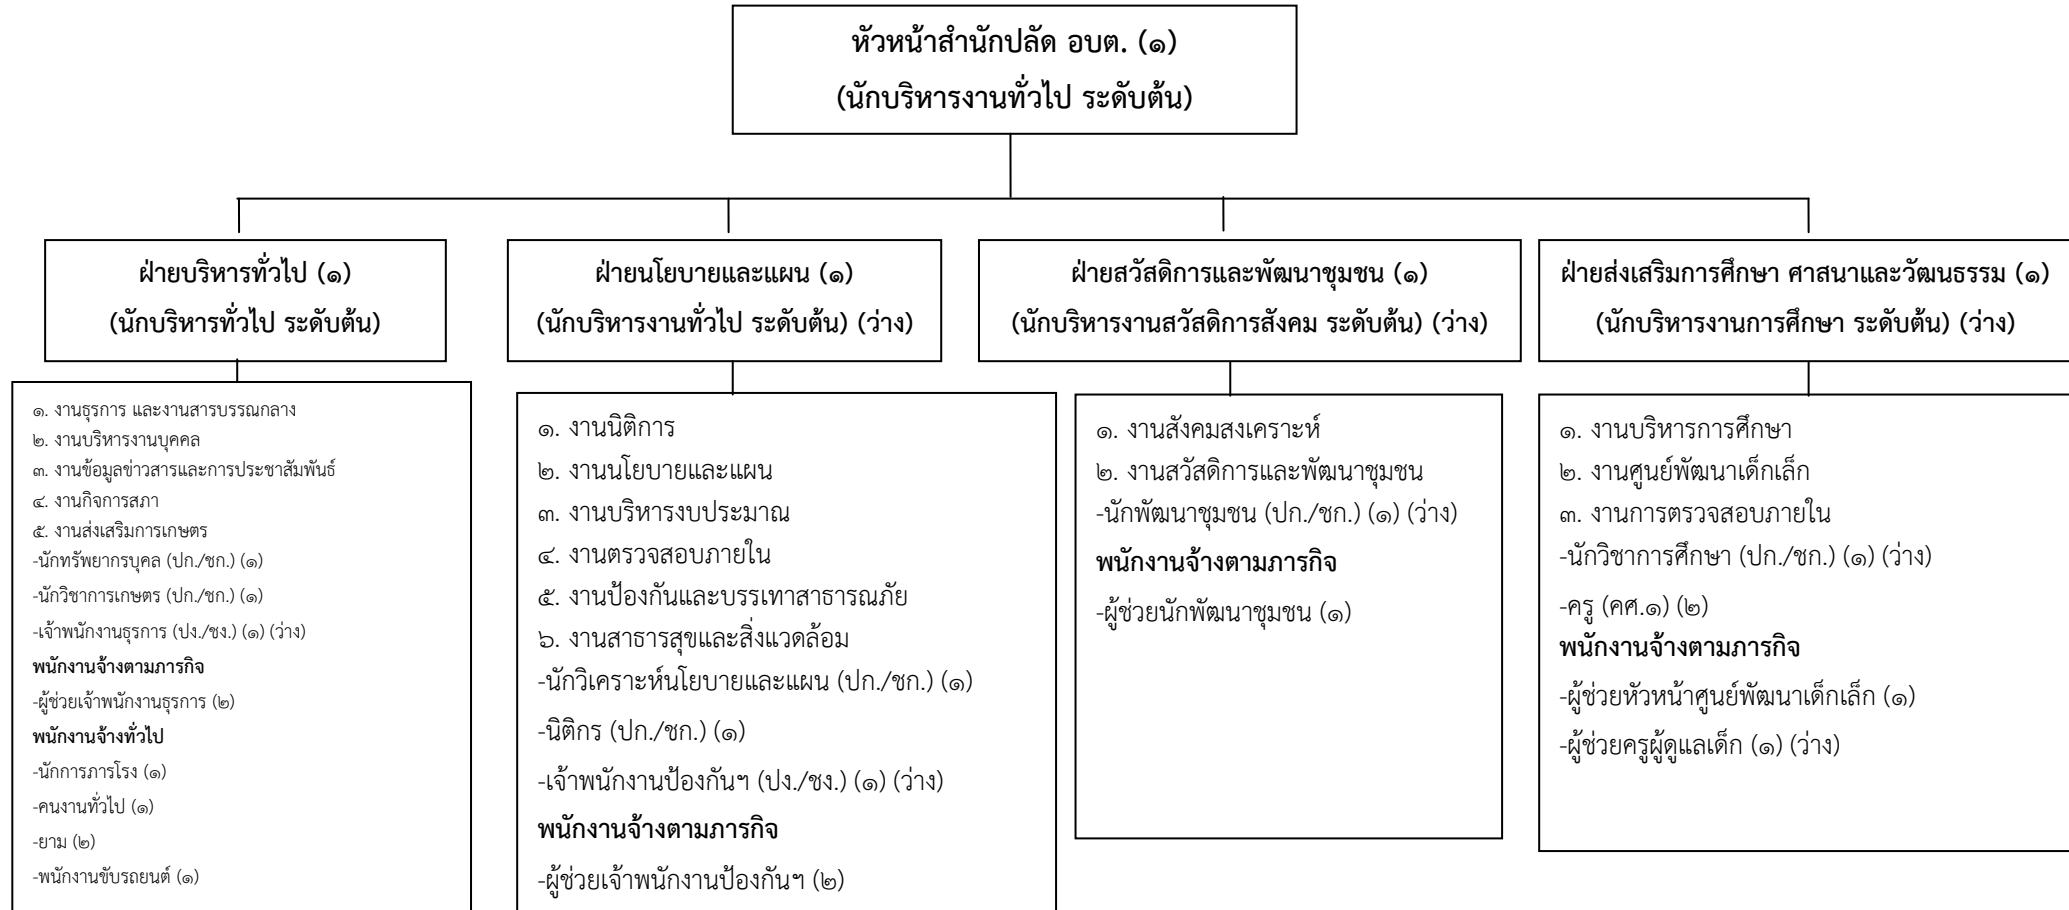 หัวหน้าสำนักปลัด อบต. (๑)
(นักบริหารงานทั่วไป ระดับต้น)
ฝ่ายบริหารทั่วไป (๑)
(นักบริหารทั่วไป ระดับต้น)
ฝ่ายนโยบายและแผน (๑)
(นักบริหารงานทั่วไป ระดับต้น) (ว่าง)
ฝ่ายสวัสดิการและพัฒนาชุมชน (๑)
(นักบริหารงานสวัสดิการสังคม ระดับต้น) (ว่าง)
ฝ่ายส่งเสริมการศึกษา ศาสนาและวัฒนธรรม (๑)
(นักบริหารงานการศึกษา ระดับต้น) (ว่าง)
๑. งานธุรการ และงานสารบรรณกลาง
๒. งานบริหารงานบุคคล
๓. งานข้อมูลข่าวสารและการประชาสัมพันธ์
๔. งานกิจการสภา
๕. งานส่งเสริมการเกษตร
-นักทรัพยากรบุคล (ปก./ชก.) (๑)
-นักวิชาการเกษตร (ปก./ชก.) (๑)
-เจ้าพนักงานธุรการ (ปง./ชง.) (๑) (ว่าง)
พนักงานจ้างตามภารกิจ
-ผู้ช่วยเจ้าพนักงานธุรการ (๒)
พนักงานจ้างทั่วไป
-นักการภารโรง (๑)
-คนงานทั่วไป (๑)
-ยาม (๒)
-พนักงานขับรถยนต์ (๑)
๑. งานนิติการ
๒. งานนโยบายและแผน
๓. งานบริหารงบประมาณ
๔. งานตรวจสอบภายใน
๕. งานป้องกันและบรรเทาสาธารณภัย
๖. งานสาธารสุขและสิ่งแวดล้อม
-นักวิเคราะห์นโยบายและแผน (ปก./ชก.) (๑)
-นิติกร (ปก./ชก.) (๑)
-เจ้าพนักงานป้องกันฯ (ปง./ชง.) (๑) (ว่าง)
พนักงานจ้างตามภารกิจ
-ผู้ช่วยเจ้าพนักงานป้องกันฯ (๒)
๑. งานสังคมสงเคราะห์
๒. งานสวัสดิการและพัฒนาชุมชน
-นักพัฒนาชุมชน (ปก./ชก.) (๑) (ว่าง)
พนักงานจ้างตามภารกิจ
-ผู้ช่วยนักพัฒนาชุมชน (๑)
๑. งานบริหารการศึกษา
๒. งานศูนย์พัฒนาเด็กเล็ก
๓. งานการตรวจสอบภายใน
-นักวิชาการศึกษา (ปก./ชก.) (๑) (ว่าง)
-ครู (คศ.๑) (๒)
พนักงานจ้างตามภารกิจ
-ผู้ช่วยหัวหน้าศูนย์พัฒนาเด็กเล็ก (๑)
-ผู้ช่วยครูผู้ดูแลเด็ก (๑) (ว่าง)